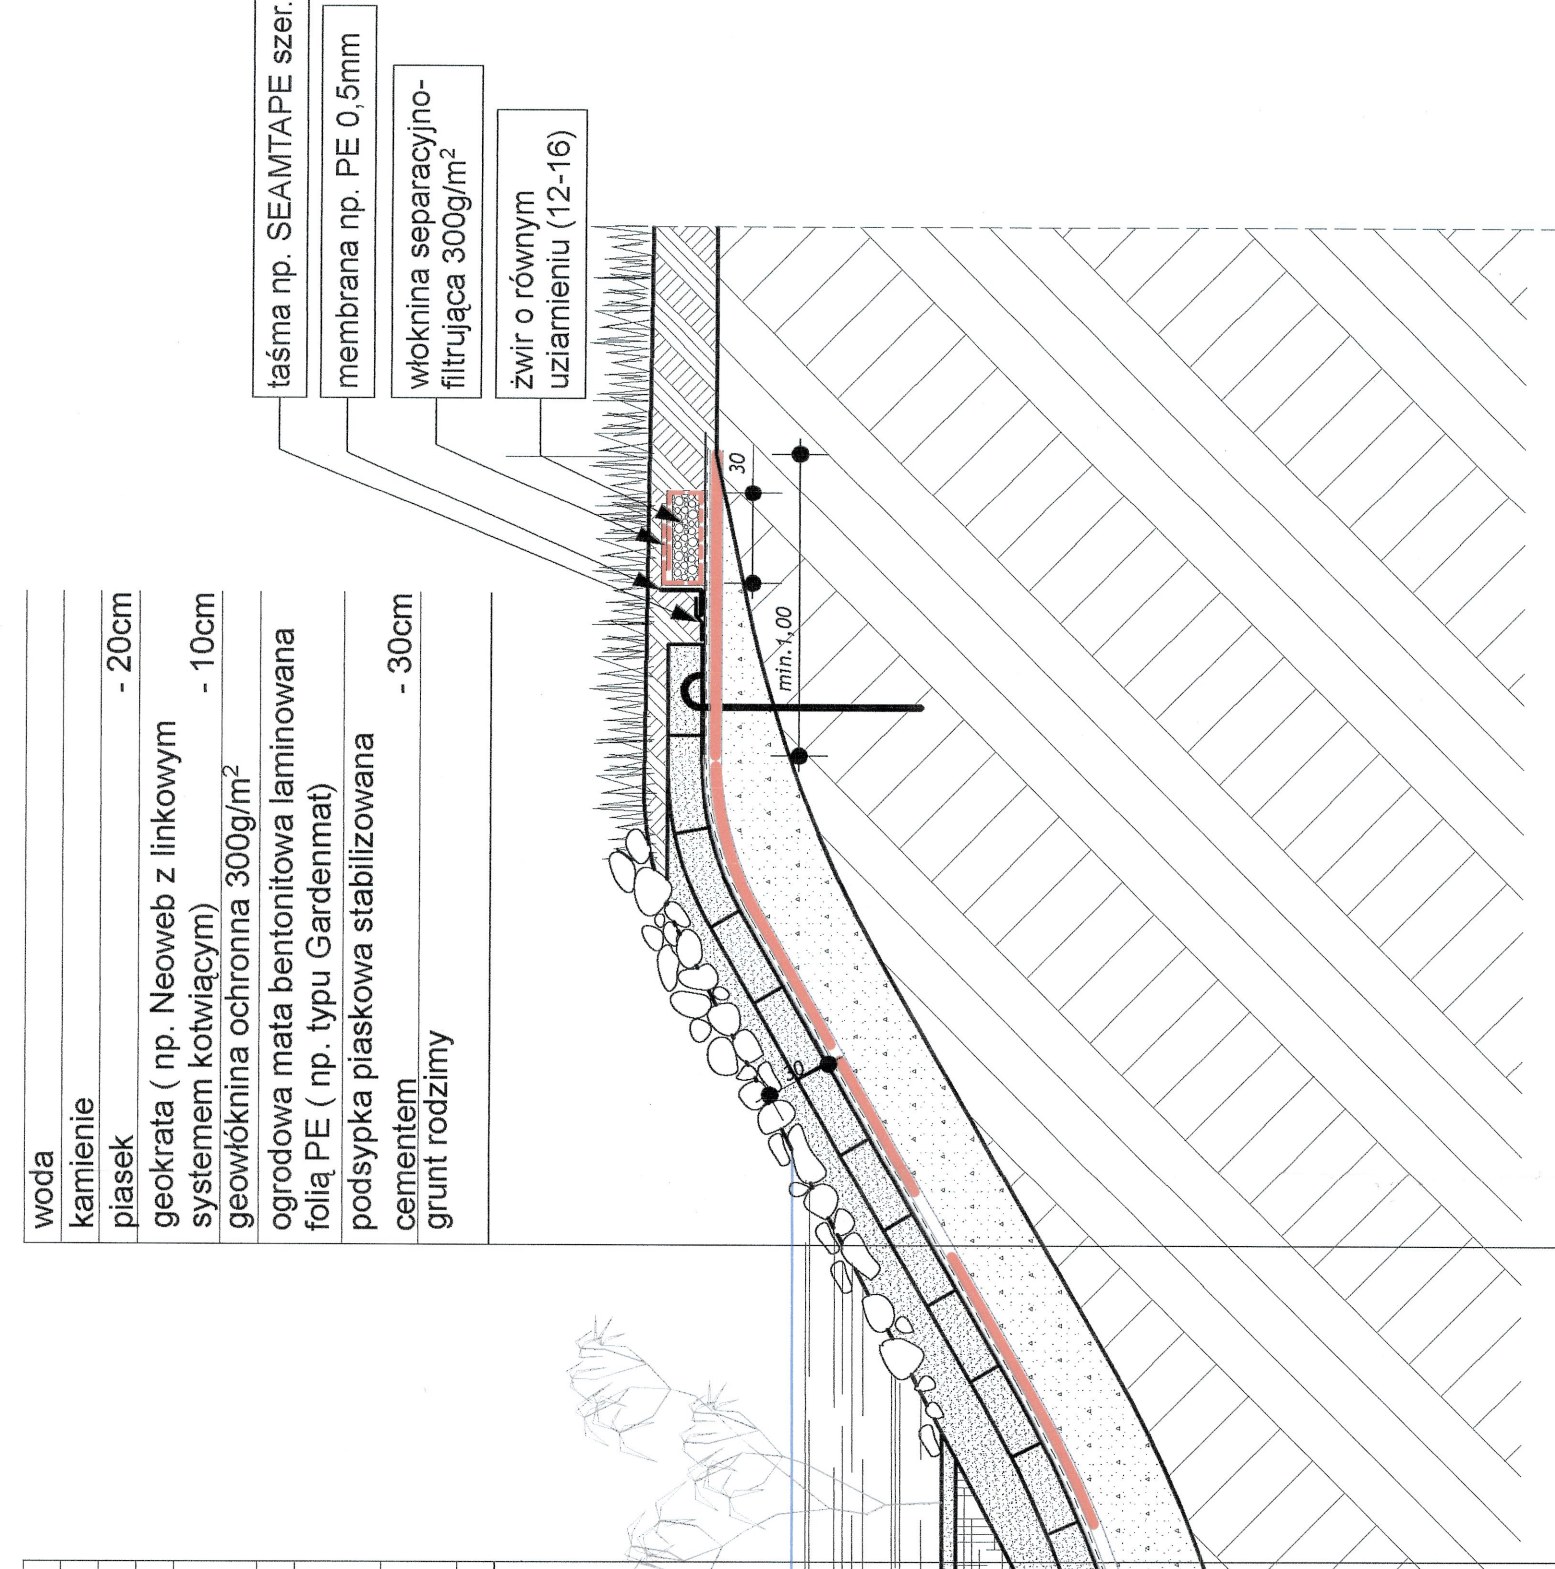 woda
kamienie
piasek - 20cm
geokrata ( np. Neoweb z linkowym
systemem kotwiącym) - 10cm
geowłóknina ochronna 300g/m²
ogrodowa mata bentonitowa laminowana
folią PE ( np. typu Gardenmat)
podsypka piaskowa stabilizowana
cementem - 30cm
grunt rodzimy
taśma np. SEAMTAPE szer.
membrana np. PE 0,5mm
włoknina separacyjno-
filtrująca 300g/m²
żwir o równym
uziarnieniu (12-16)
30
min.1,00
30